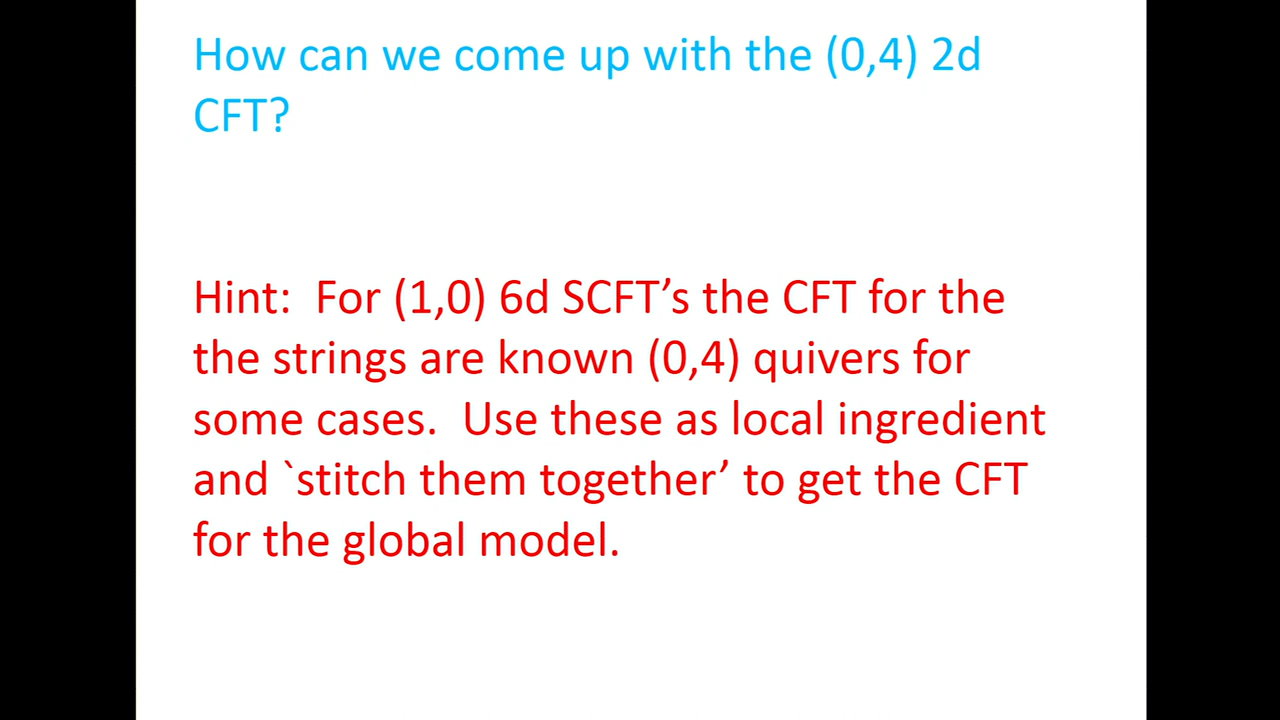 How can we come up with the (0,4) 2d
CFT?
Hint:  For (1,0) 6d SCFT’s the CFT for the
the strings are known (0,4) quivers for
some cases.  Use these as local ingredient
and `stitch them together’ to get the CFT
for the global model.